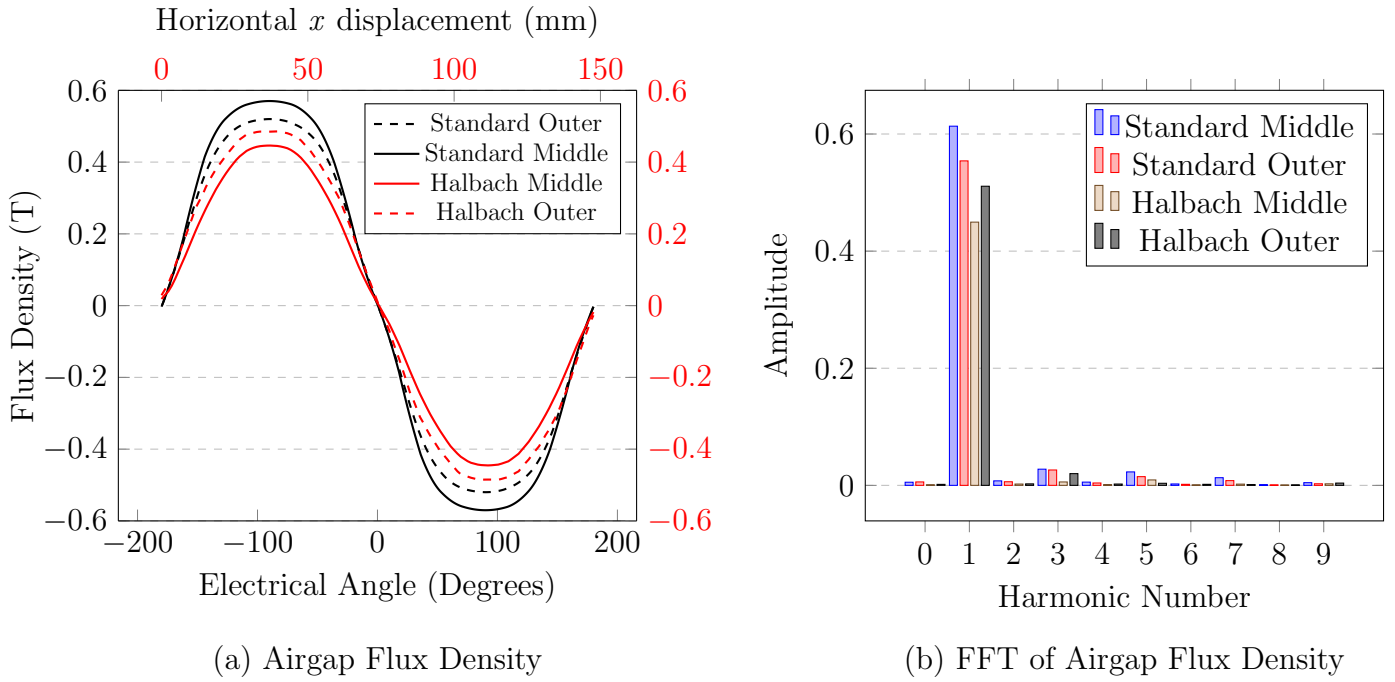 Horizontal x displacement (mm)
0 50 100 150
0.6 0.6
0.4 0.4
0.2 0.2
0 0
−0.2 −0.2
−0.4 −0.4
−0.6 −0.6
Flux Density (T)
Standard Outer
Standard Middle
Halbach Middle
Halbach Outer
−200 −100 0 100 200
Electrical Angle (Degrees)
(a) Airgap Flux Density
0.6
0.4
0.2
0
Amplitude
Standard Middle
Standard Outer
Halbach Middle
Halbach Outer
0 1 2 3 4 5 6 7 8 9
Harmonic Number
(b) FFT of Airgap Flux Density